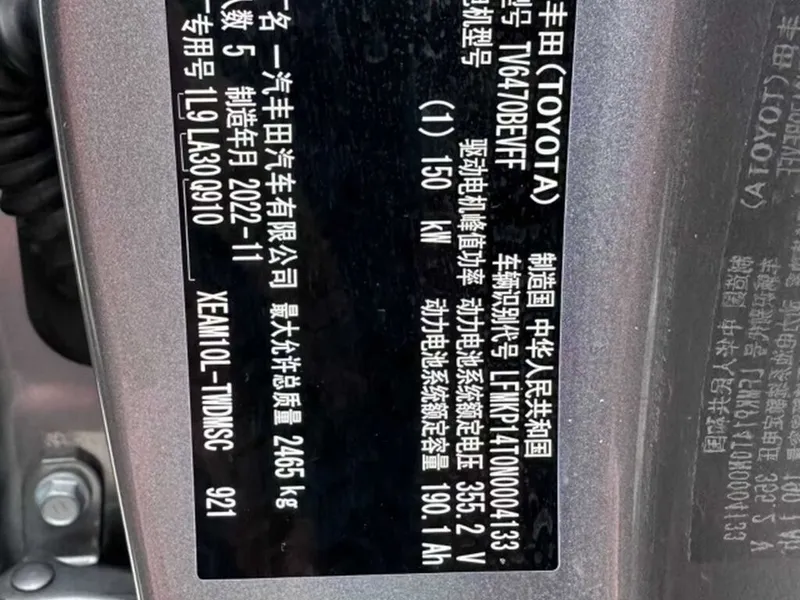 丰田(TOYOTA) 制造国 中华人民共和国
型号 TV6470BEVFF 车辆识别代号 LFMKP14T0N0004133
电机型号 驱动电机峰值功率 动力电池系统额定电压 355.2 V
(1) 150 kW 动力电池系统额定容量 190.1 Ah
名 一汽丰田汽车有限公司 最大允许总质量 2465 kg
人数 5 制造年月 2022-11
专用号 1L9 LA30 Q910 XEAM10L-TWDMSC 921